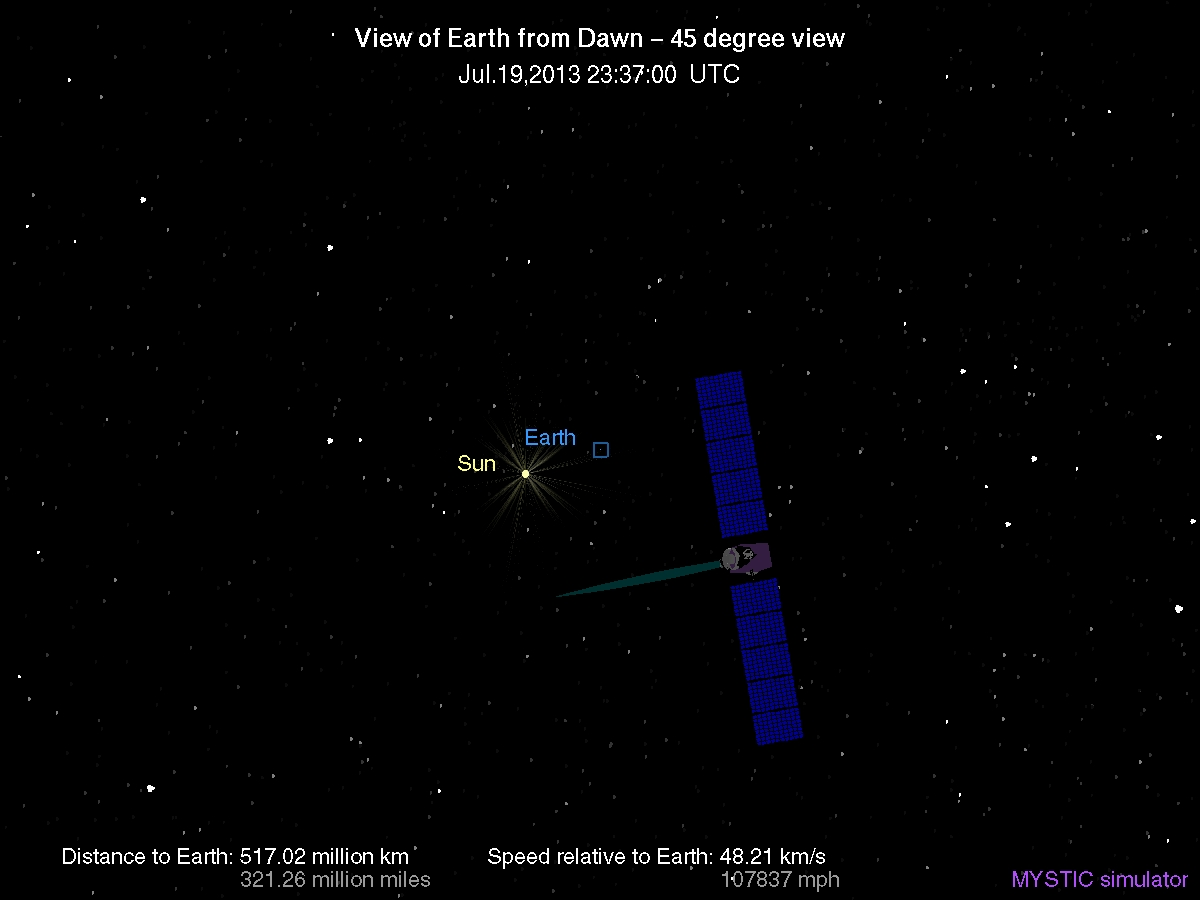 View of Earth from Dawn – 45 degree view
Jul.19,2013 23:37:00 UTC
Earth
Sun
Distance to Earth: 517.02 million km
321.26 million miles
Speed relative to Earth: 48.21 km/s
107837 mph
MYSTIC simulator